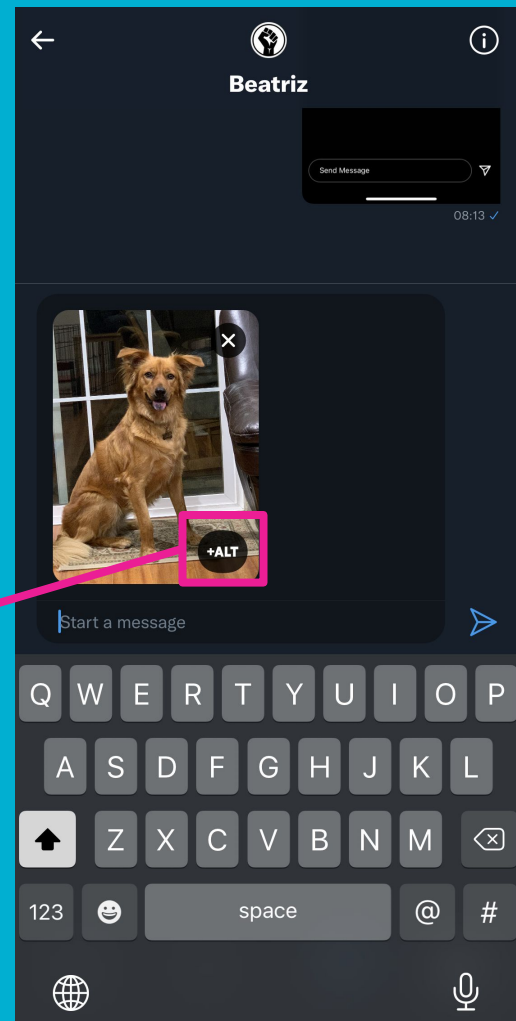 Beatriz
Send Message
08:13
+ALT
Start a message
Q W E R T Y U I O P
A S D F G H J K L
Z X C V B N M
123 space @ #